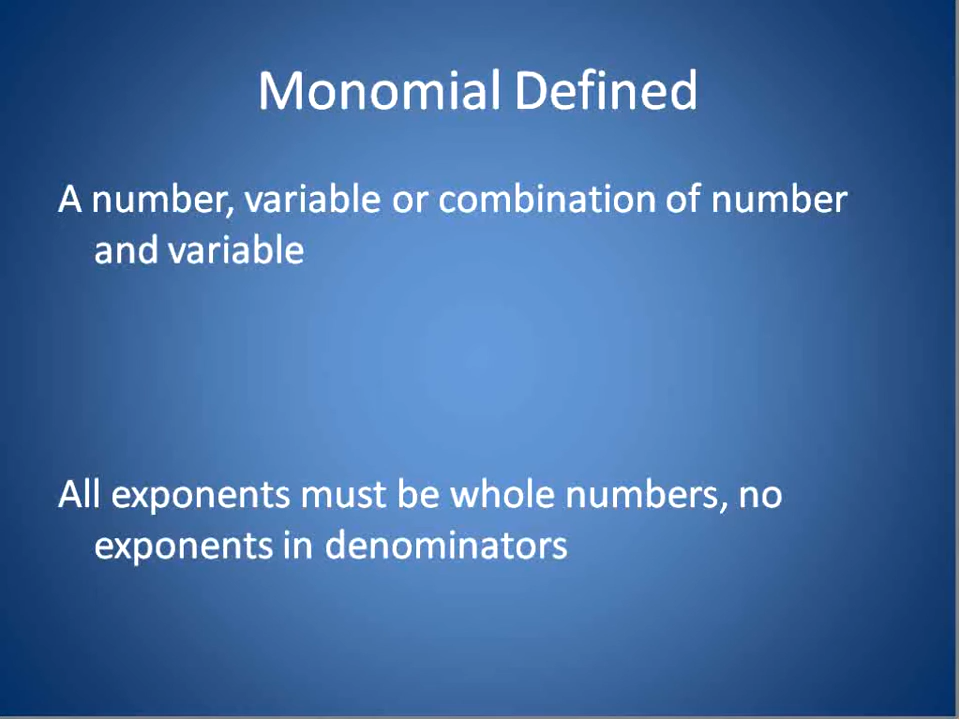 Monomial Defined
A number, variable or combination of number
and variable
All exponents must be whole numbers, no
exponents in denominators